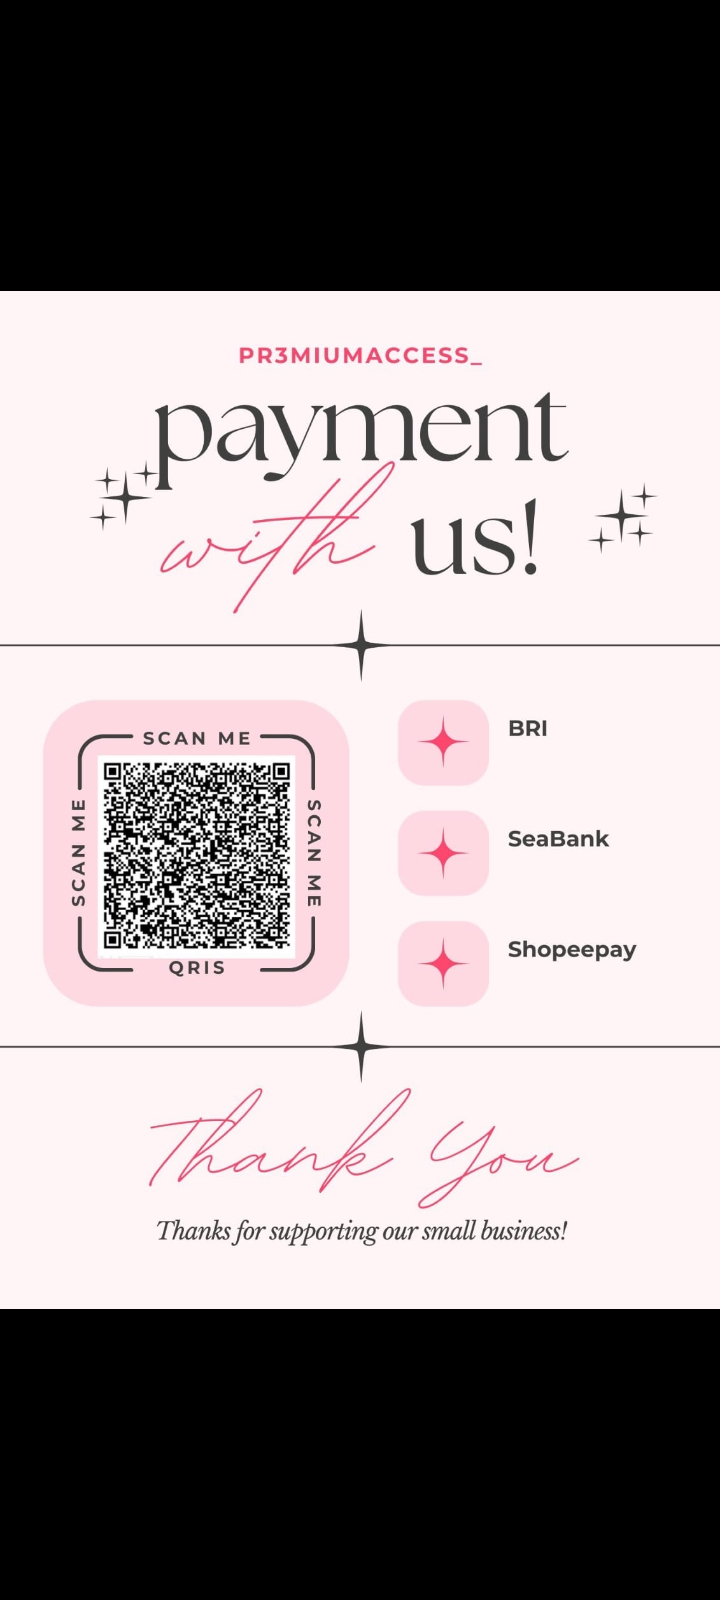 PR3MIUMACCESS_
payment
with us!
SCAN ME
SCAN ME
SCAN ME
QRIS
BRI
SeaBank
Shopeepay
Thank You
Thanks for supporting our small business!